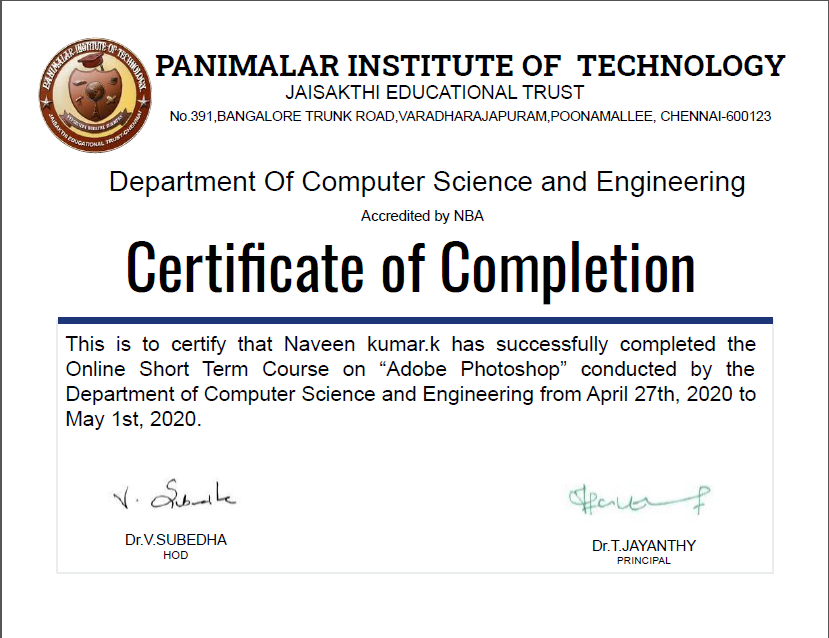 PANIMALAR INSTITUTE OF TECHNOLOGY
JAISAKTHI EDUCATIONAL TRUST-CHENNAI
PANIMALAR INSTITUTE OF TECHNOLOGY
JAISAKTHI EDUCATIONAL TRUST
No.391,BANGALORE TRUNK ROAD,VARADHARAJAPURAM,POONAMALLEE, CHENNAI-600123
Department Of Computer Science and Engineering
Accredited by NBA
Certificate of Completion
This is to certify that Naveen kumar.k has successfully completed the
Online Short Term Course on “Adobe Photoshop” conducted by the
Department of Computer Science and Engineering from April 27th, 2020 to
May 1st, 2020.
V. Subedha
Dr.V.SUBEDHA
HOD
Dr.T.JAYANTHY
PRINCIPAL